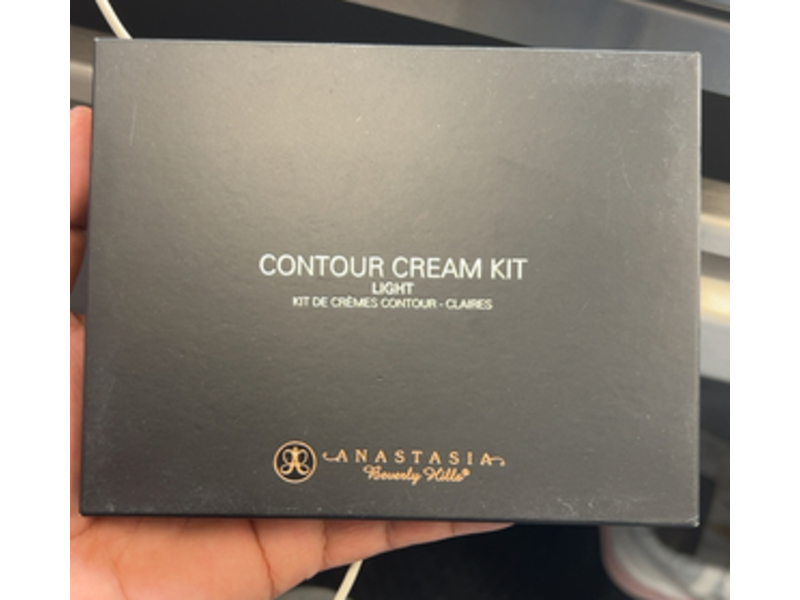 CONTOUR CREAM KIT
LIGHT
KIT DE CRÈMES CONTOUR - CLAIRES
ANASTASIA
Beverly Hills®